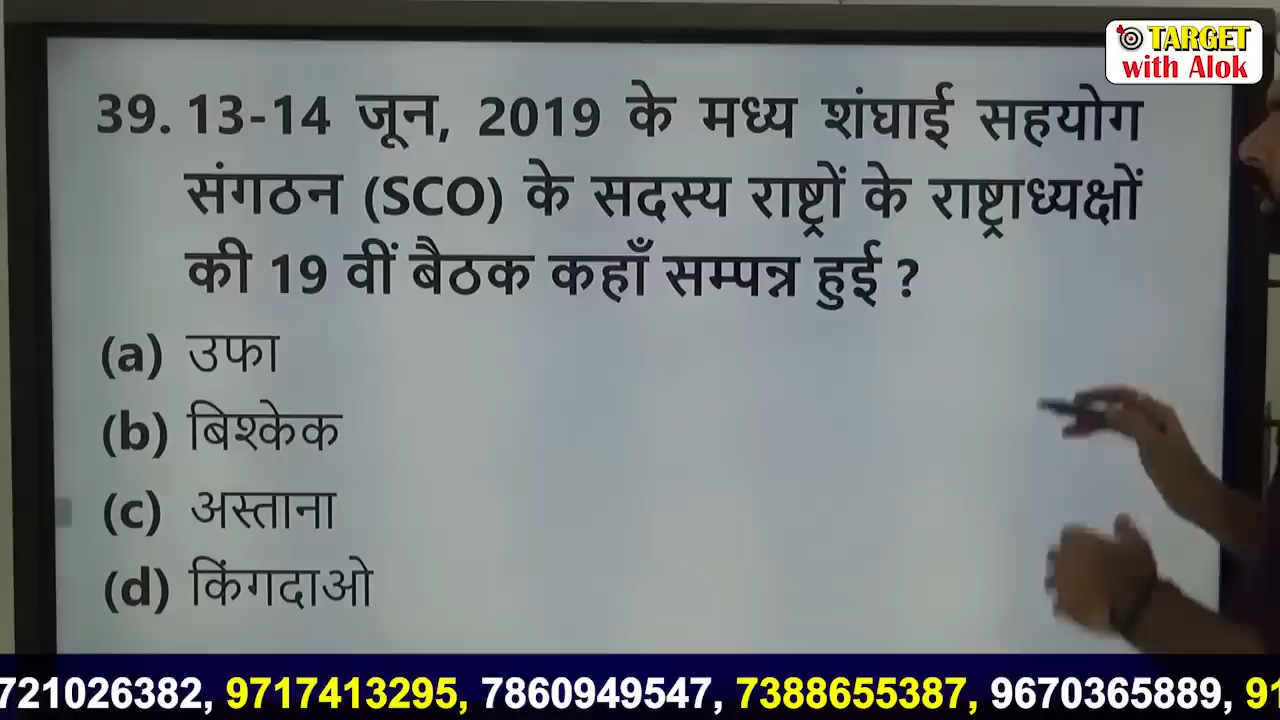 TARGET
with Alok
39. 13-14 जून, 2019 के मध्य शंघाई सहयोग
संगठन (SCO) के सदस्य राष्ट्रों के राष्ट्राध्यक्षों
की 19 वीं बैठक कहाँ सम्पन्न हुई ?
(a) उफा
(b) बिश्केक
(c) अस्ताना
(d) किंगदाओ
721026382, 9717413295, 7860949547, 7388655387, 9670365889, 91